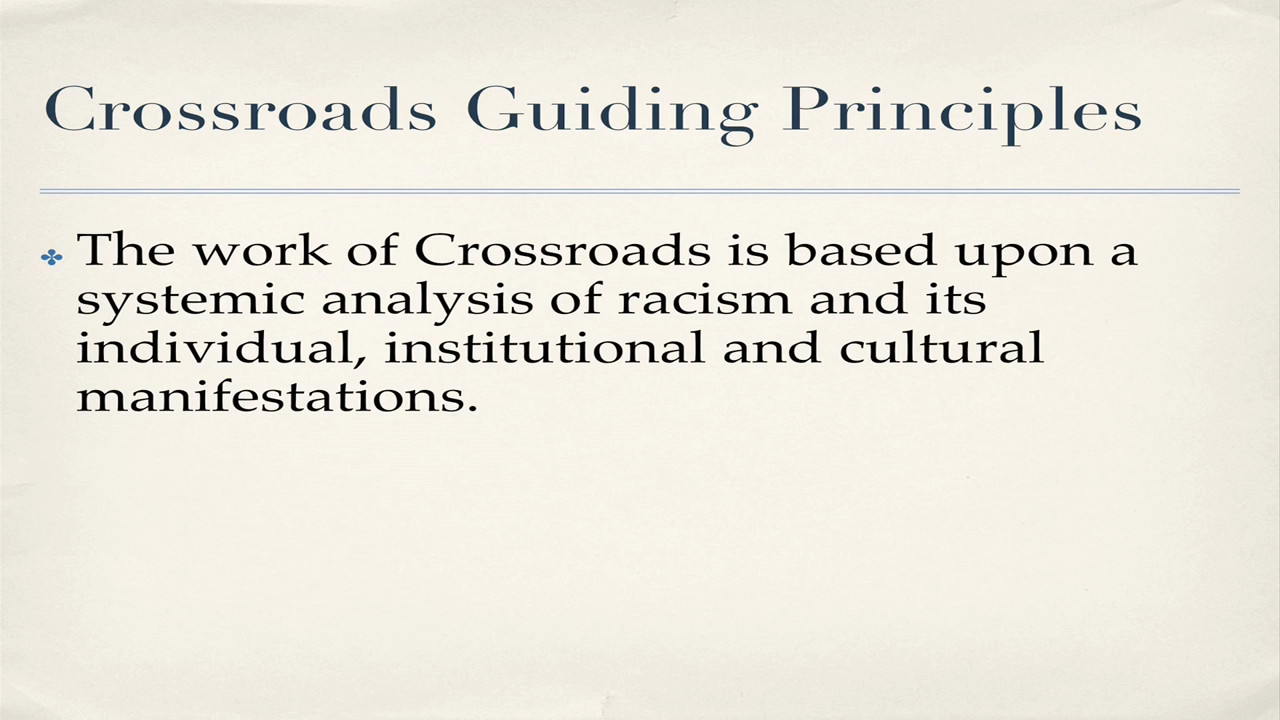 Crossroads Guiding Principles
The work of Crossroads is based upon a
systemic analysis of racism and its
individual, institutional and cultural
manifestations.